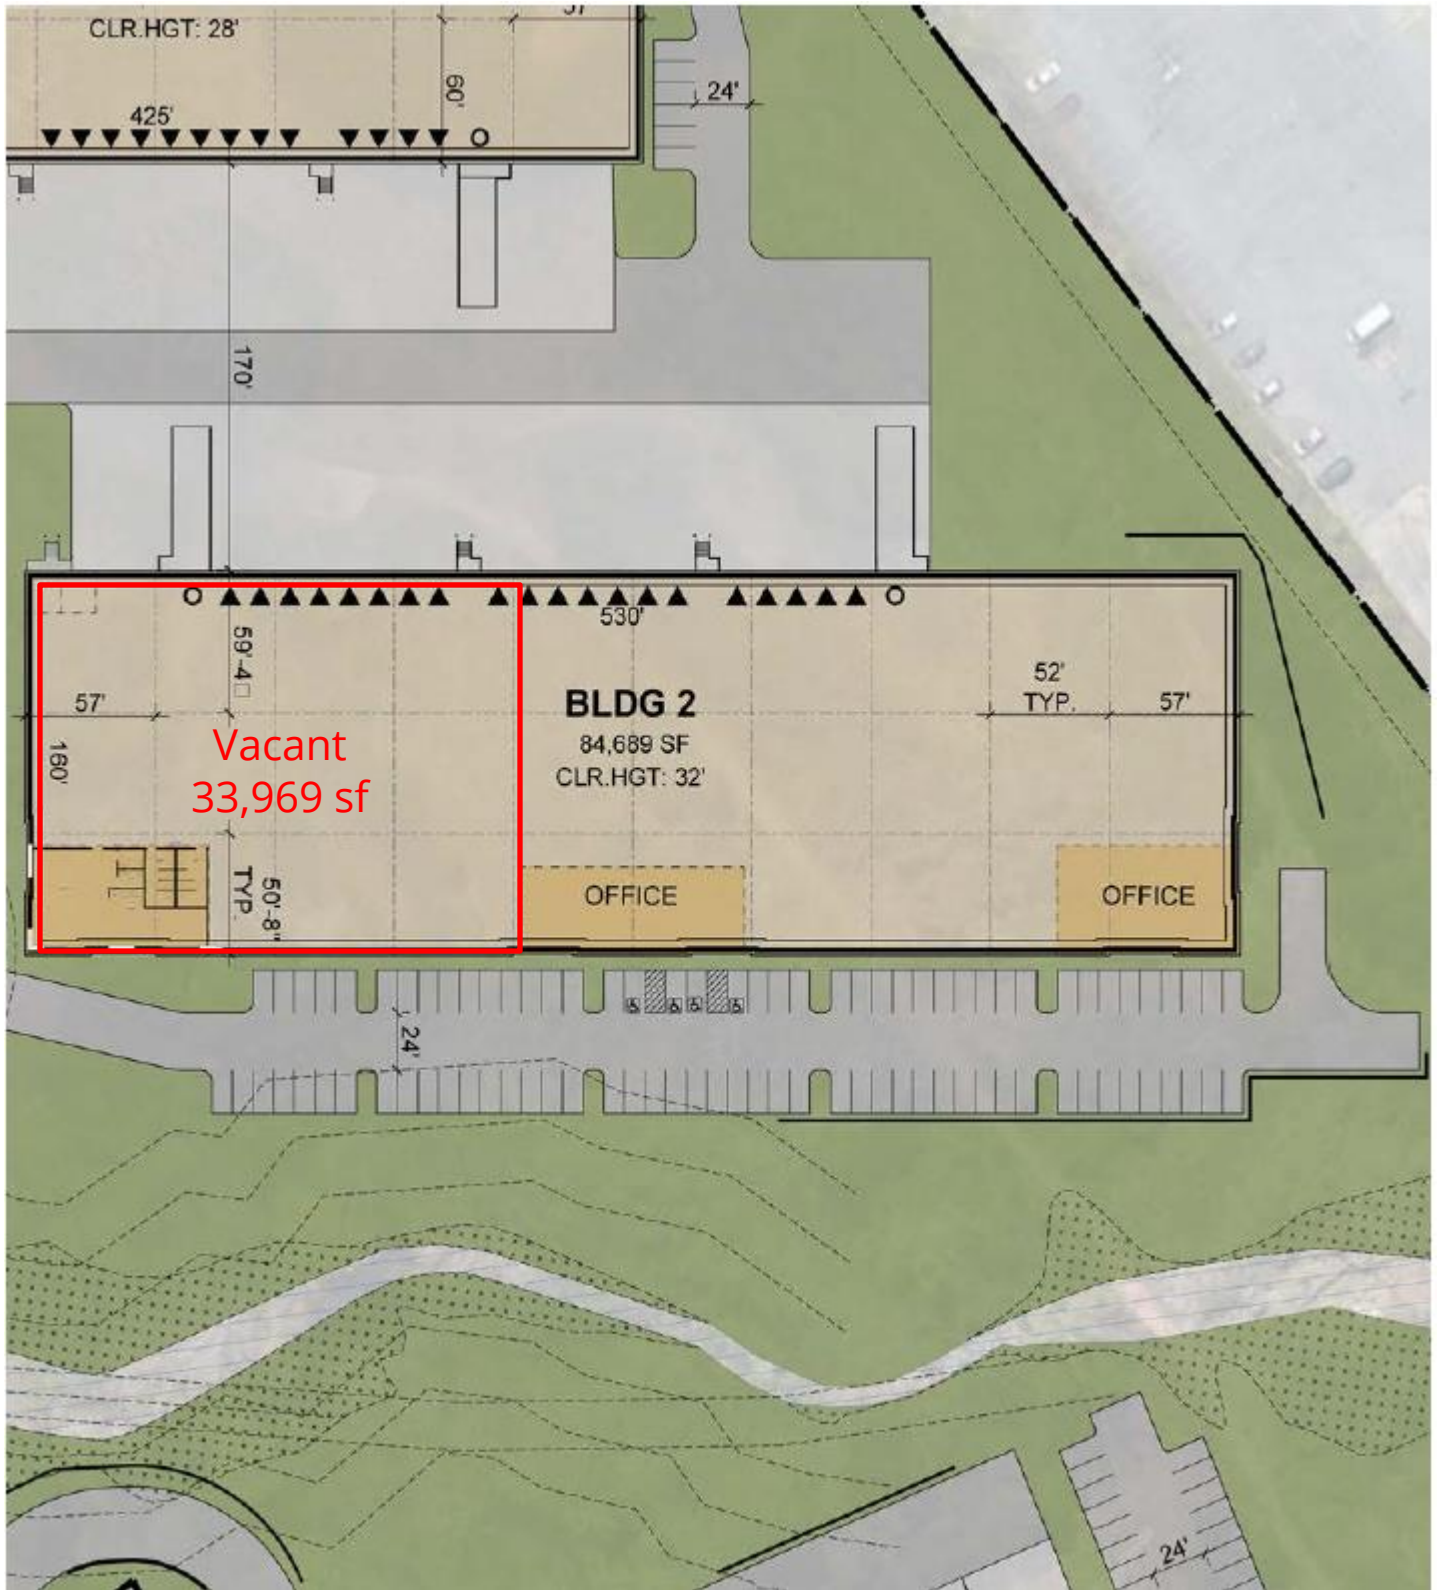 CLR.HGT: 28'
60'
24'
425'
170'
530'
59'-4
57'
52'
TYP.
57'
BLDG 2
84,689 SF
CLR.HGT: 32'
160'
Vacant
33,969 sf
50'-8"
TYP.
OFFICE
OFFICE
24'
24'